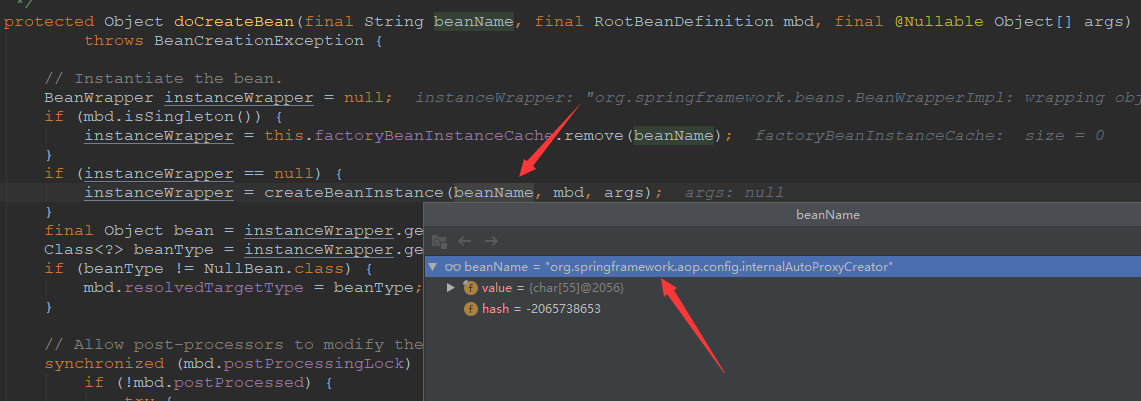 */
protected Object doCreateBean(final String beanName, final RootBeanDefinition mbd, final @Nullable Object[] args)
throws BeanCreationException {
// Instantiate the bean.
BeanWrapper instanceWrapper = null; instanceWrapper: "org.springframework.beans.BeanWrapperImpl: wrapping obj
if (mbd.isSingleton()) {
instanceWrapper = this.factoryBeanInstanceCache.remove(beanName); factoryBeanInstanceCache: size = 0
}
if (instanceWrapper == null) {
instanceWrapper = createBeanInstance(beanName, mbd, args); args: null
}
final Object bean = instanceWrapper.ge
Class<?> beanType = instanceWrapper.ge
if (beanType != NullBean.class) {
mbd.resolvedTargetType = beanType;
}
// Allow post-processors to modify the
synchronized (mbd.postProcessingLock)
if (!mbd.postProcessed) {
try {
beanName
beanName = "org.springframework.aop.config.internalAutoProxyCreator"
value = {char[55]@2056}
hash = -2065738653